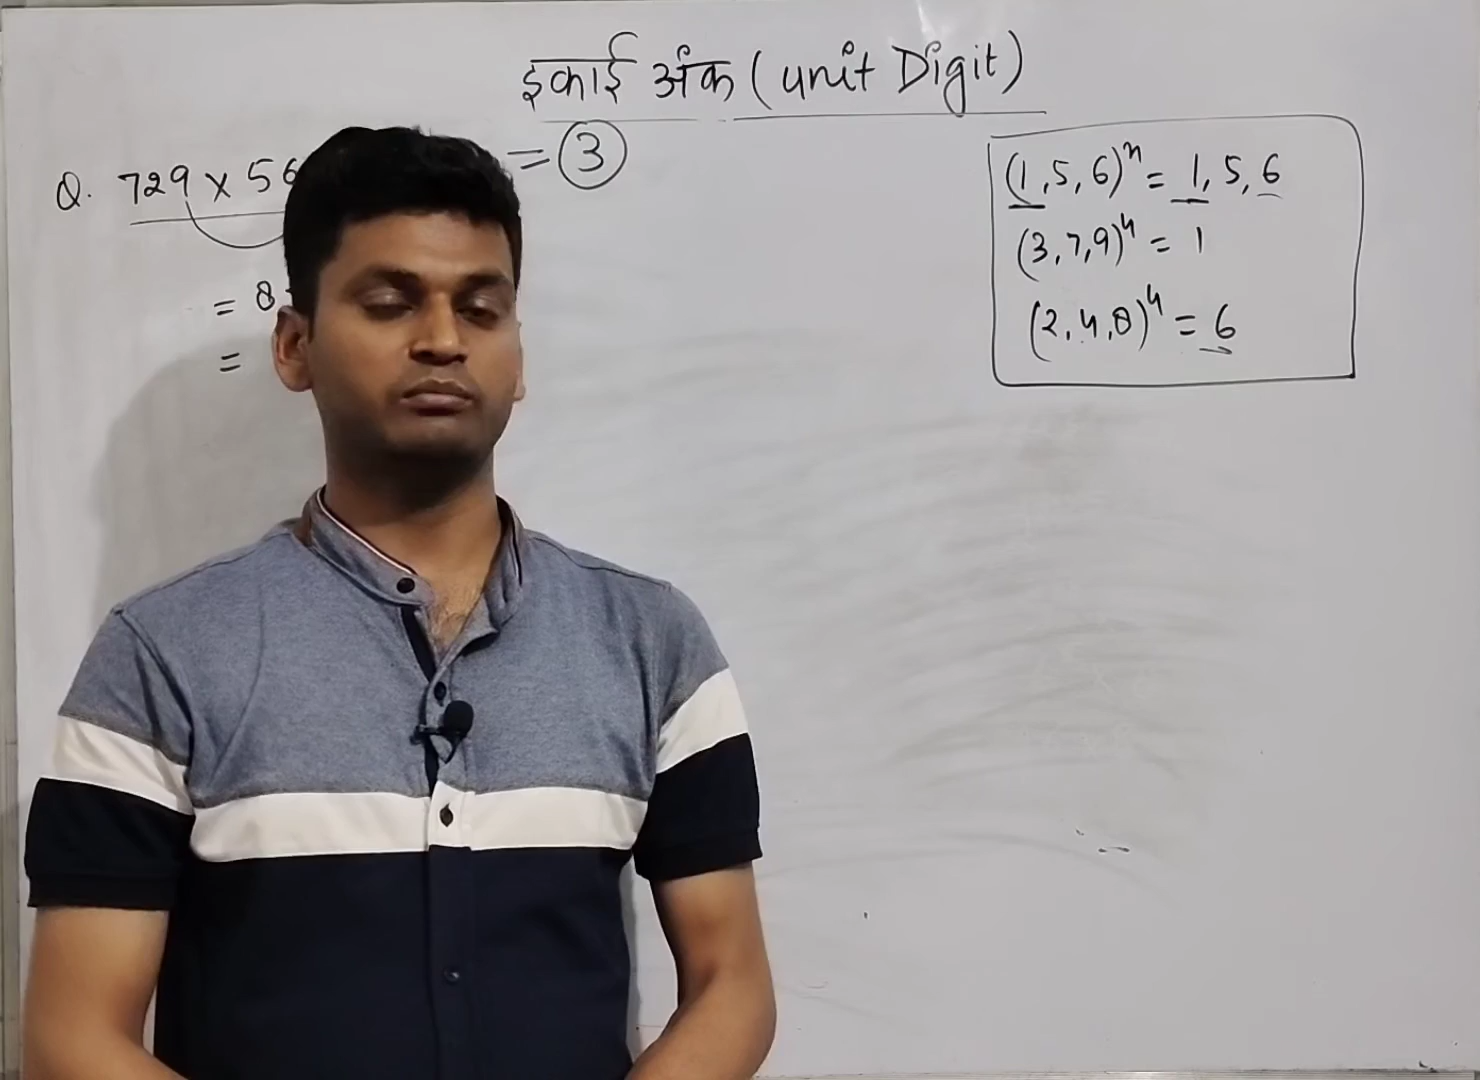 इकाई अंक (unit Digit)
Q. 729 x 56 = 3
= 8
=
(1,5,6)ⁿ = 1, 5, 6
(3,7,9)⁴ = 1
(2,4,8)⁴ = 6